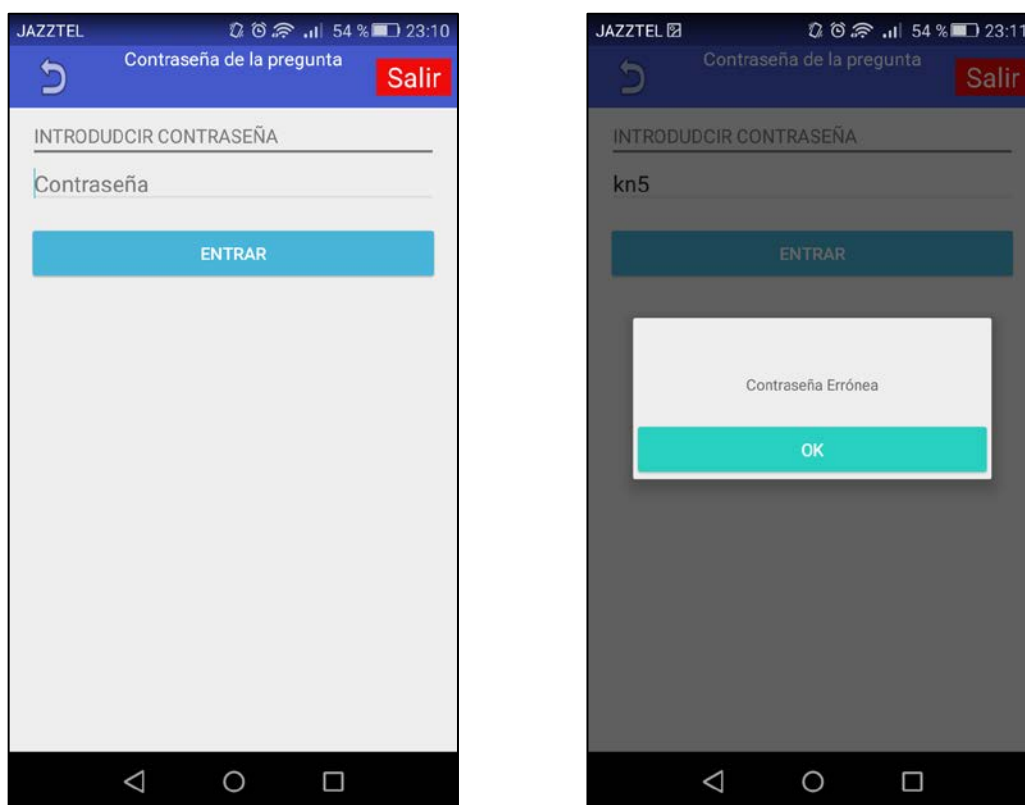 JAZZTEL 54 % 23:10
Contraseña de la pregunta
Salir
INTRODUDCIR CONTRASEÑA
Contraseña
ENTRAR
JAZZTEL 54 % 23:11
Contraseña de la pregunta
Salir
INTRODUDCIR CONTRASEÑA
kn5
ENTRAR
Contraseña Errónea
OK